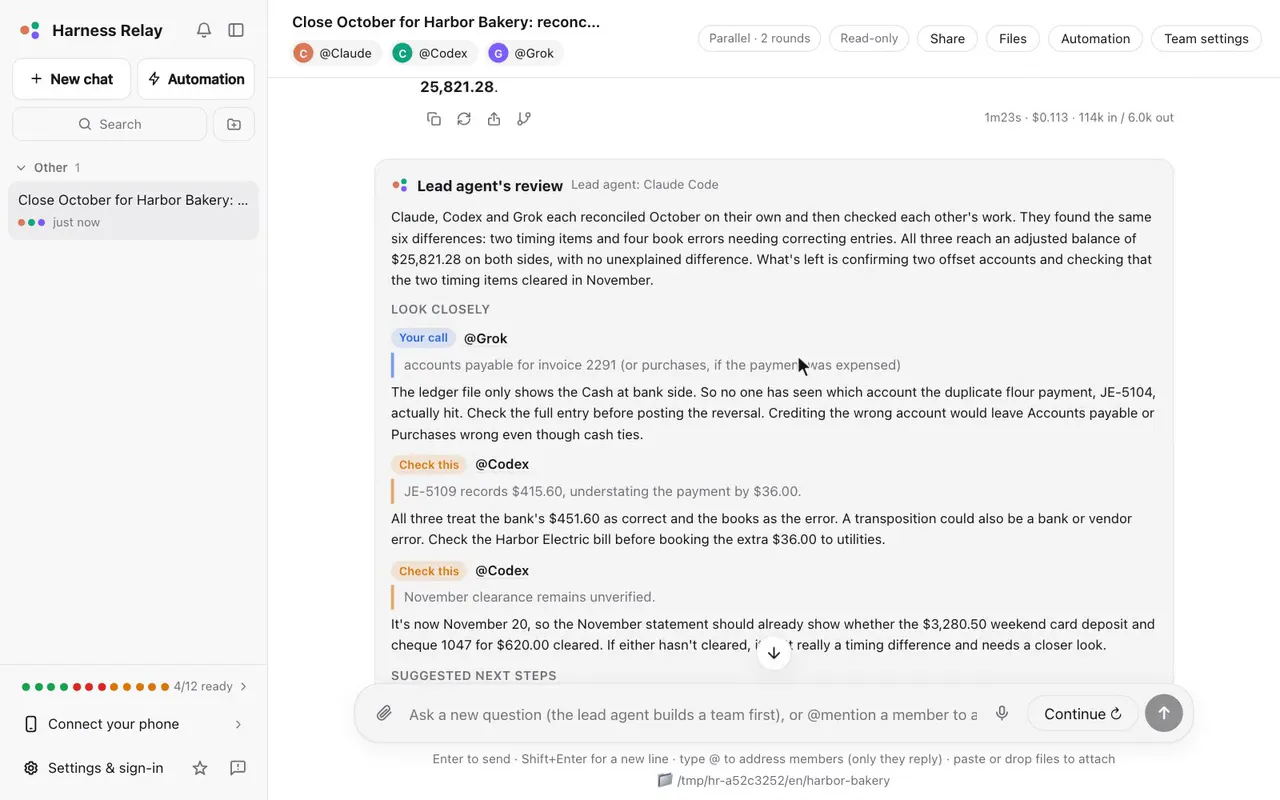 Harness Relay
+ New chat
Automation
Search
Other 1
Close October for Harbor Bakery: ...
just now
4/12 ready
Connect your phone
Settings & sign-in
Close October for Harbor Bakery: reconc...
C @Claude
C @Codex
G @Grok
Parallel · 2 rounds
Read-only
Share
Files
Automation
Team settings
25,821.28.
1m23s · $0.113 · 114k in / 6.0k out
Lead agent's review Lead agent: Claude Code
Claude, Codex and Grok each reconciled October on their own and then checked each other's work. They found the same
six differences: two timing items and four book errors needing correcting entries. All three reach an adjusted balance of
$25,821.28 on both sides, with no unexplained difference. What's left is confirming two offset accounts and checking that
the two timing items cleared in November.
LOOK CLOSELY
Your call @Grok
accounts payable for invoice 2291 (or purchases, if the payment was expensed)
The ledger file only shows the Cash at bank side. So no one has seen which account the duplicate flour payment, JE-5104,
actually hit. Check the full entry before posting the reversal. Crediting the wrong account would leave Accounts payable or
Purchases wrong even though cash ties.
Check this @Codex
JE-5109 records $415.60, understating the payment by $36.00.
All three treat the bank's $451.60 as correct and the books as the error. A transposition could also be a bank or vendor
error. Check the Harbor Electric bill before booking the extra $36.00 to utilities.
Check this @Codex
November clearance remains unverified.
It's now November 20, so the November statement should already show whether the $3,280.50 weekend card deposit and
cheque 1047 for $620.00 cleared. If either hasn't cleared, really a timing difference and needs a closer look.
SUGGESTED NEXT STEPS
Ask a new question (the lead agent builds a team first), or @mention a member to a
Continue
Enter to send · Shift+Enter for a new line · type @ to address members (only they reply) · paste or drop files to attach
/tmp/hr-a52c3252/en/harbor-bakery